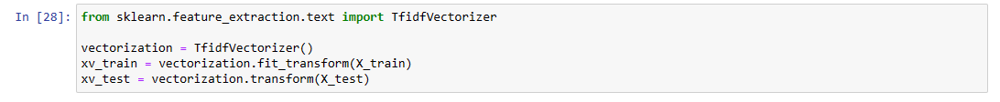 In [28]: from sklearn.feature_extraction.text import TfidfVectorizer
vectorization = TfidfVectorizer()
xv_train = vectorization.fit_transform(X_train)
xv_test = vectorization.transform(X_test)